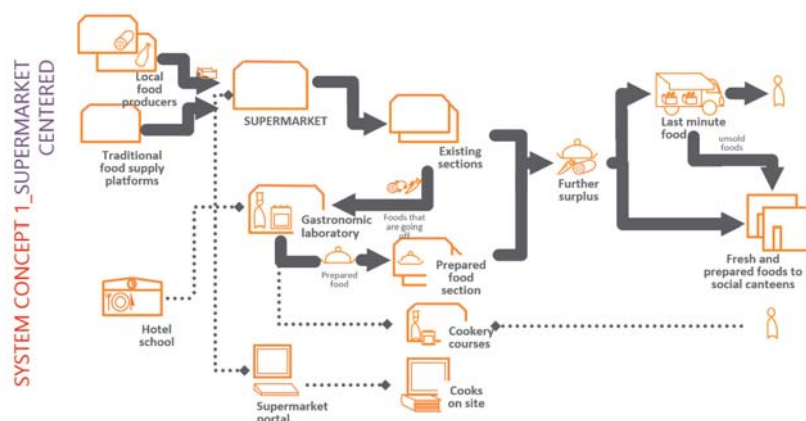 SYSTEM CONCEPT 1_SUPERMARKET
CENTERED
Local
food
producers
Traditional
food supply
platforms
SUPERMARKET
Existing
sections
Gastronomic
laboratory
Foods that
are going
off
Prepared
food
Prepared
food
section
Further
surplus
Last minute
food
unsold
foods
Fresh and
prepared foods to
social canteens
Hotel
school
Cookery
courses
Supermarket
portal
Cooks
on site